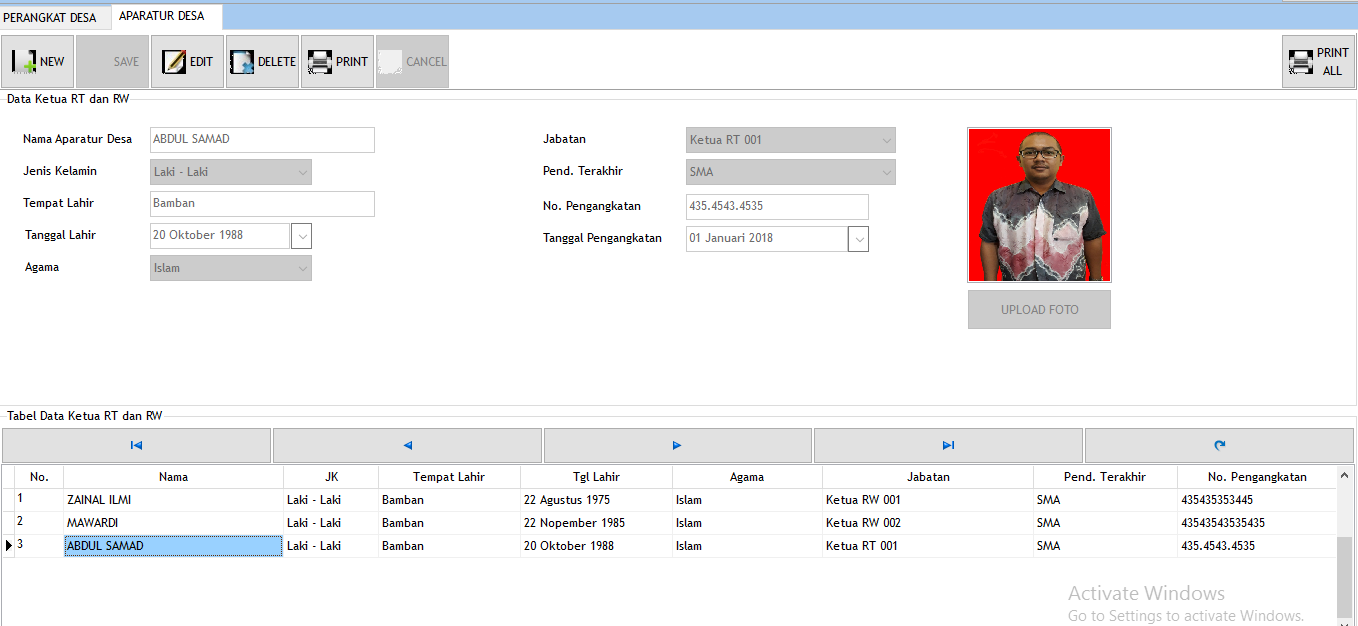 PERANGKAT DESA APARATUR DESA
NEW SAVE EDIT DELETE PRINT CANCEL PRINT ALL
Data Ketua RT dan RW
Nama Aparatur Desa ABDUL SAMAD Jabatan Ketua RT 001
Jenis Kelamin Laki - Laki Pend. Terakhir SMA
Tempat Lahir Bamban No. Pengangkatan 435.4543.4535
Tanggal Lahir 20 Oktober 1988 Tanggal Pengangkatan 01 Januari 2018
Agama Islam
UPLOAD FOTO
Tabel Data Ketua RT dan RW
No. Nama JK Tempat Lahir Tgl Lahir Agama Jabatan Pend. Terakhir No. Pengangkatan
1 ZAINAL ILMI Laki - Laki Bamban 22 Agustus 1975 Islam Ketua RW 001 SMA 435435353445
2 MAWARDI Laki - Laki Bamban 22 Nopember 1985 Islam Ketua RW 002 SMA 43543543535435
3 ABDUL SAMAD Laki - Laki Bamban 20 Oktober 1988 Islam Ketua RT 001 SMA 435.4543.4535
Activate Windows
Go to Settings to activate Windows.